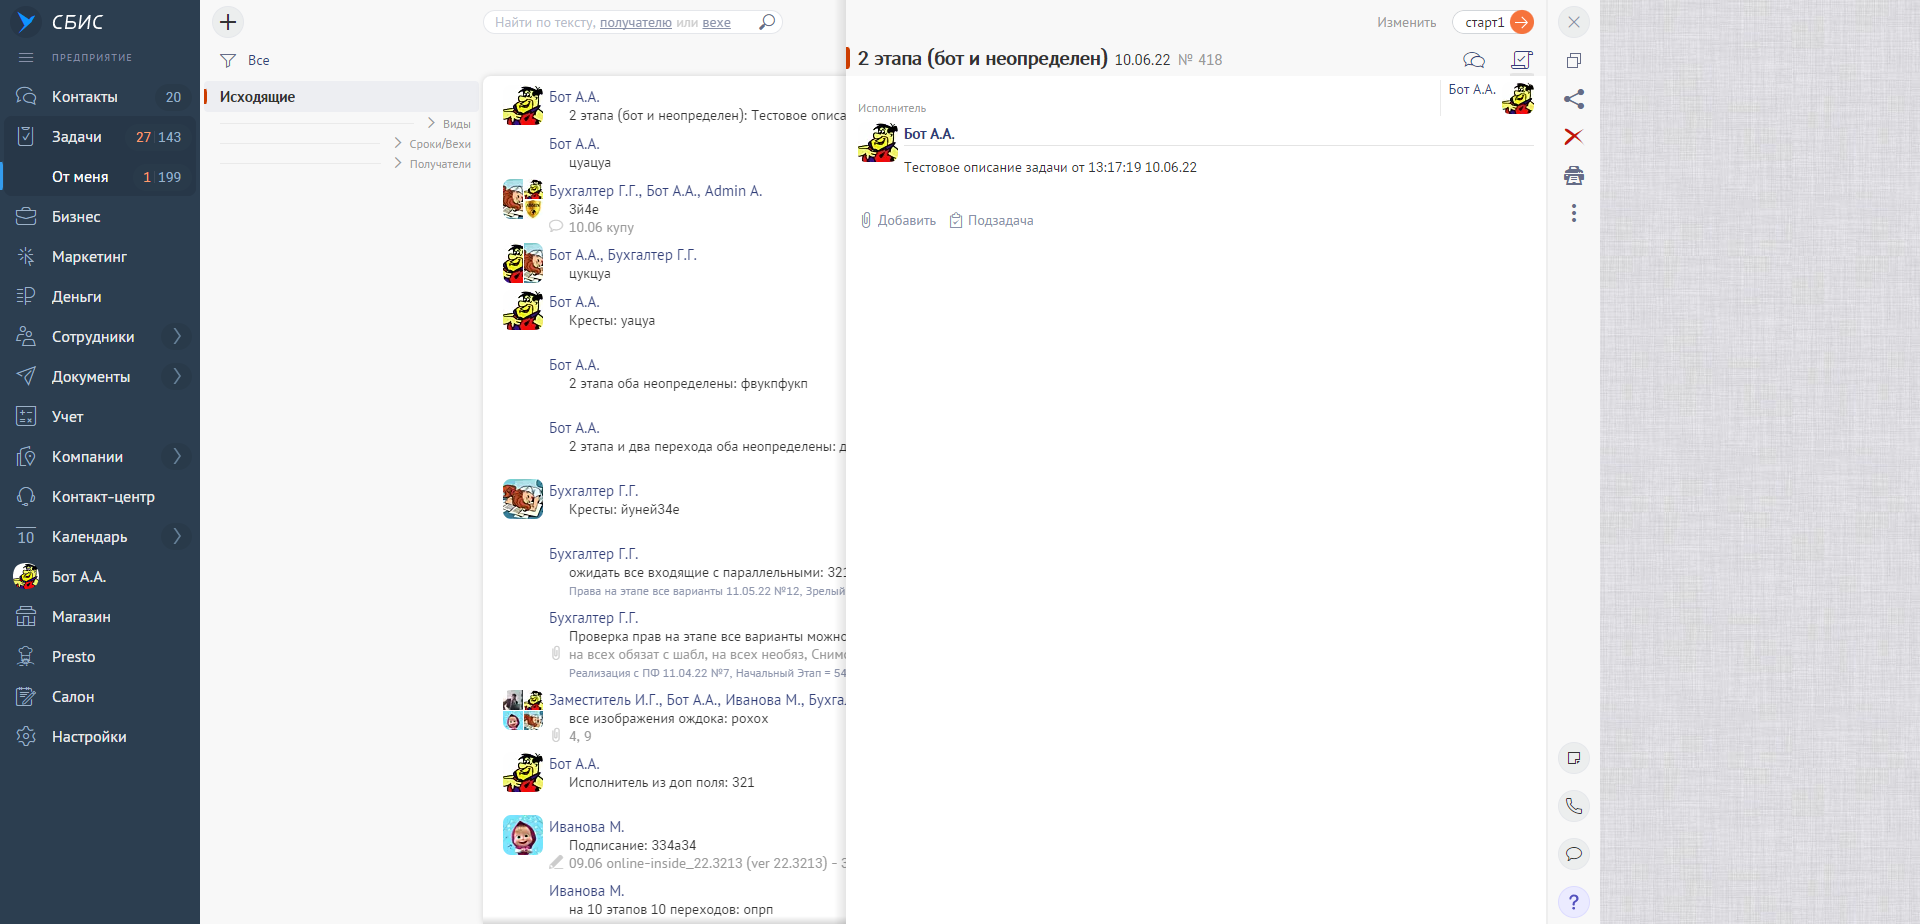 СБИС
ПРЕДПРИЯТИЕ
Контакты 20
Задачи 27 143
От меня 1 199
Бизнес
Маркетинг
Деньги
Сотрудники
Документы
Учет
Компании
Контакт-центр
10 Календарь
Бот А.А.
Магазин
Presto
Салон
Настройки
Найти по тексту, получателю или вехе
Все
Исходящие
Виды
Сроки/Вехи
Получатели
Бот А.А.
2 этапа (бот и неопределен): Тестовое описа
Бот А.А.
цуацуа
Бухгалтер Г.Г., Бот А.А., Admin А.
3й4е
10.06 купу
Бот А.А., Бухгалтер Г.Г.
цукцуа
Бот А.А.
Кресты: уацуа
Бот А.А.
2 этапа оба неопределены: фвукпфукп
Бот А.А.
2 этапа и два перехода оба неопределены: д
Бухгалтер Г.Г.
Кресты: йуней34е
Бухгалтер Г.Г.
ожидать все входящие с параллельными: 321
Права на этапе все варианты 11.05.22 №12, Зрелый
Бухгалтер Г.Г.
Проверка прав на этапе все варианты можно
на всех обязат с шабл, на всех необяз, Снимо
Реализация с ПФ 11.04.22 №7, Начальный Этап = 54
Заместитель И.Г., Бот А.А., Иванова М., Бухга
все изображения ождока: рохох
4, 9
Бот А.А.
Исполнитель из доп поля: 321
Иванова М.
Подписание: 334а34
09.06 online-inside_22.3213 (ver 22.3213) - 3
Иванова М.
на 10 этапов 10 переходов: опрп
Изменить старт1
2 этапа (бот и неопределен) 10.06.22 № 418
Бот А.А.
Исполнитель
Бот А.А.
Тестовое описание задачи от 13:17:19 10.06.22
Добавить Подзадача
?